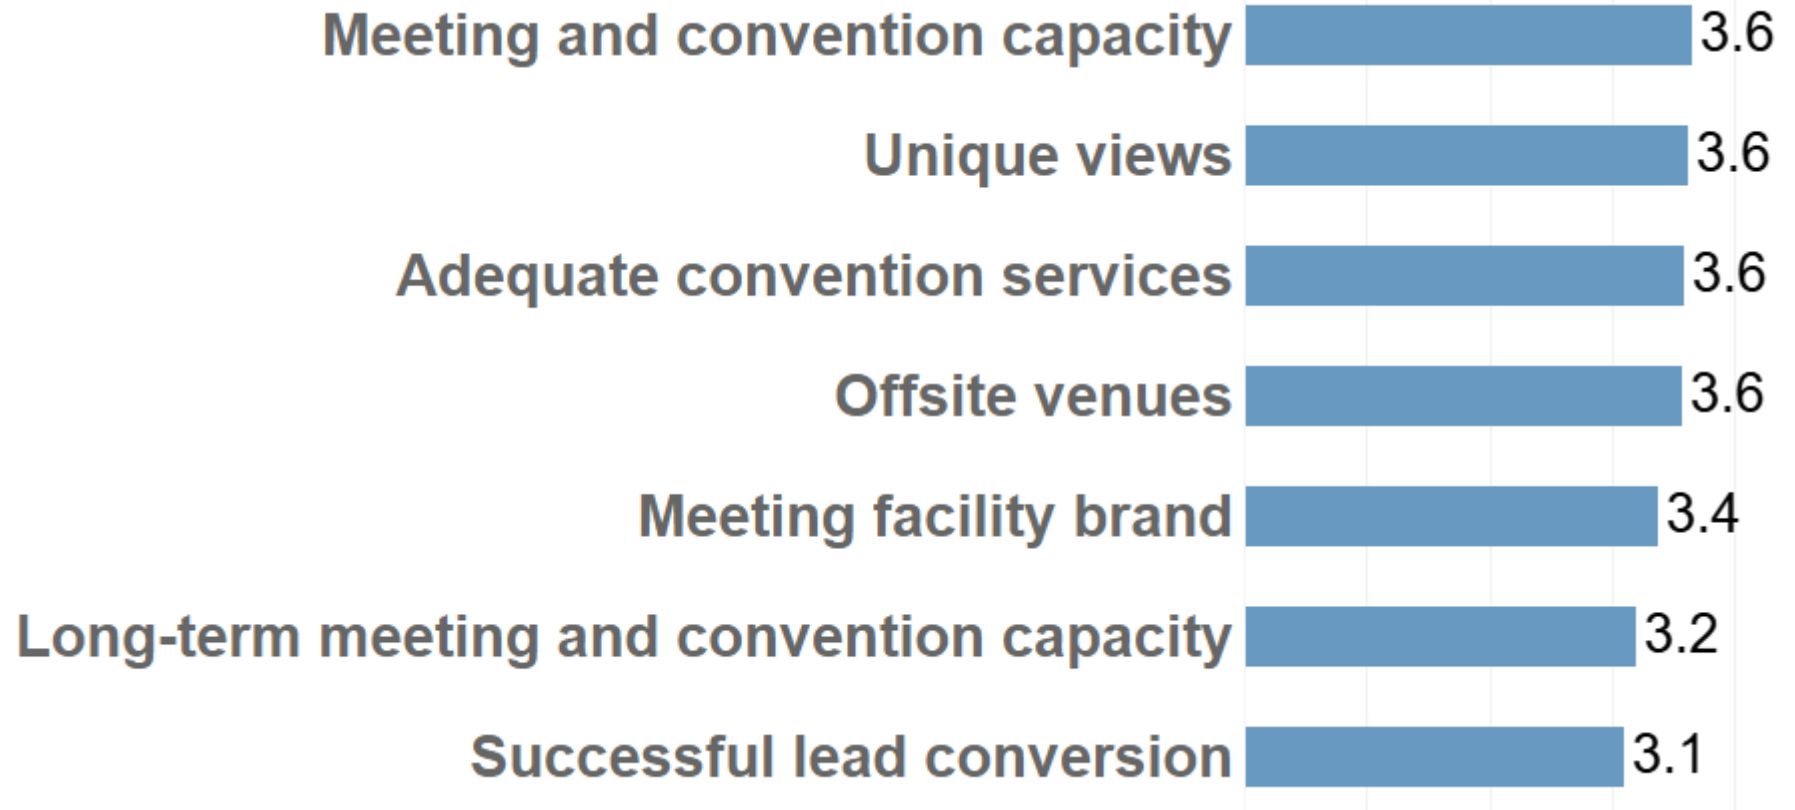 Meeting and convention capacity 3.6
Unique views 3.6
Adequate convention services 3.6
Offsite venues 3.6
Meeting facility brand 3.4
Long-term meeting and convention capacity 3.2
Successful lead conversion 3.1